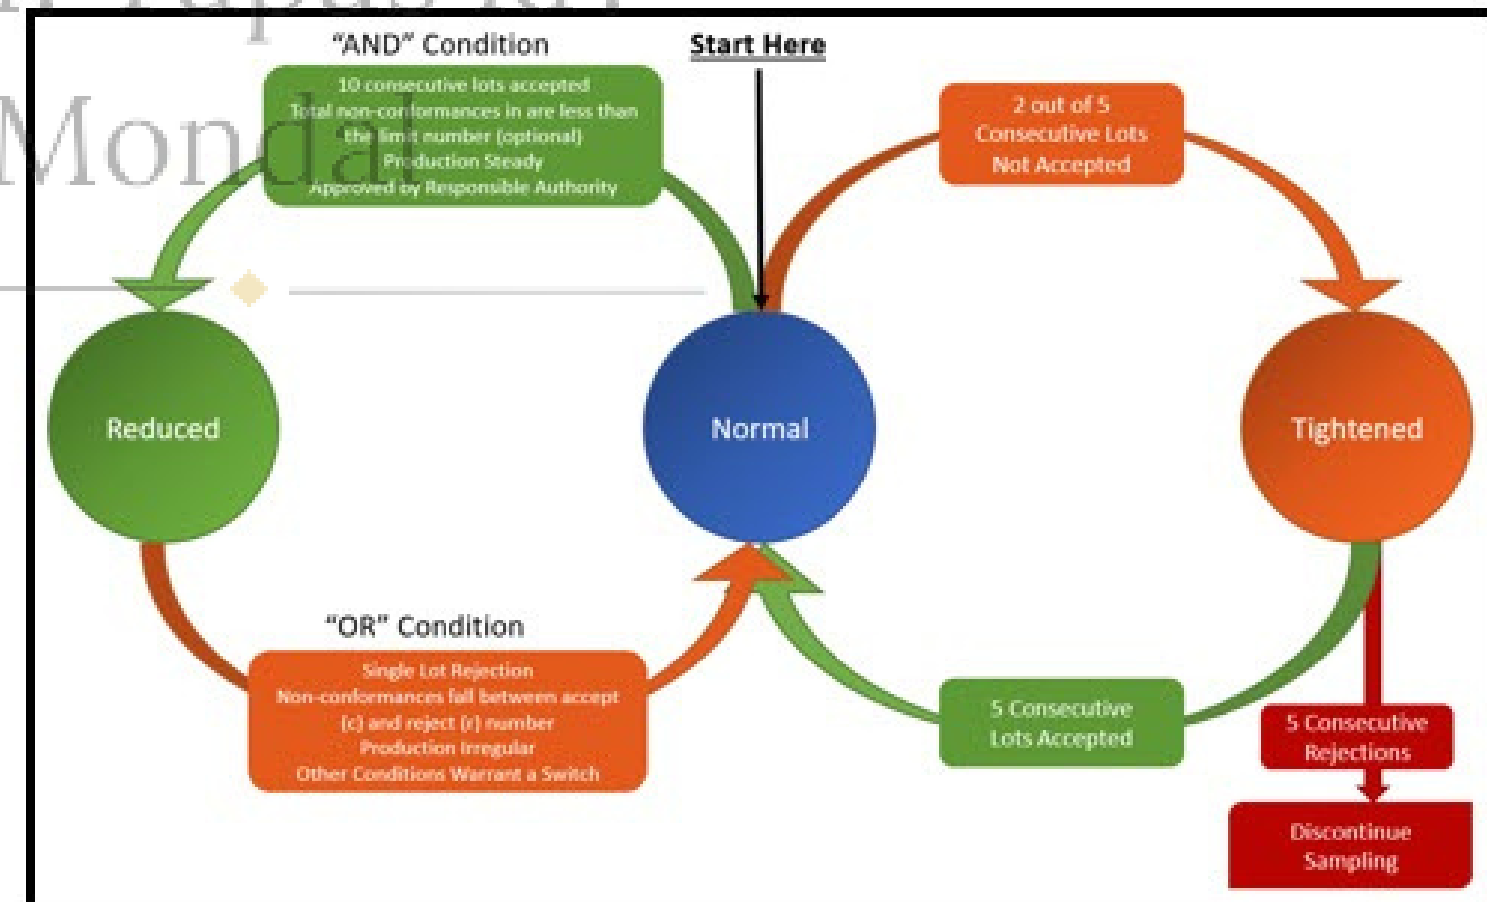 Mondal
"AND" Condition
Start Here
10 consecutive lots accepted
Total non-conformances in are less than
the limit number (optional)
Production Steady
Approved by Responsible Authority
2 out of 5
Consecutive Lots
Not Accepted
Reduced
Normal
Tightened
"OR" Condition
Single Lot Rejection
Non-conformances fall between accept
(c) and reject (r) number
Production Irregular
Other Conditions Warrant a Switch
5 Consecutive
Lots Accepted
5 Consecutive
Rejections
Discontinue
Sampling